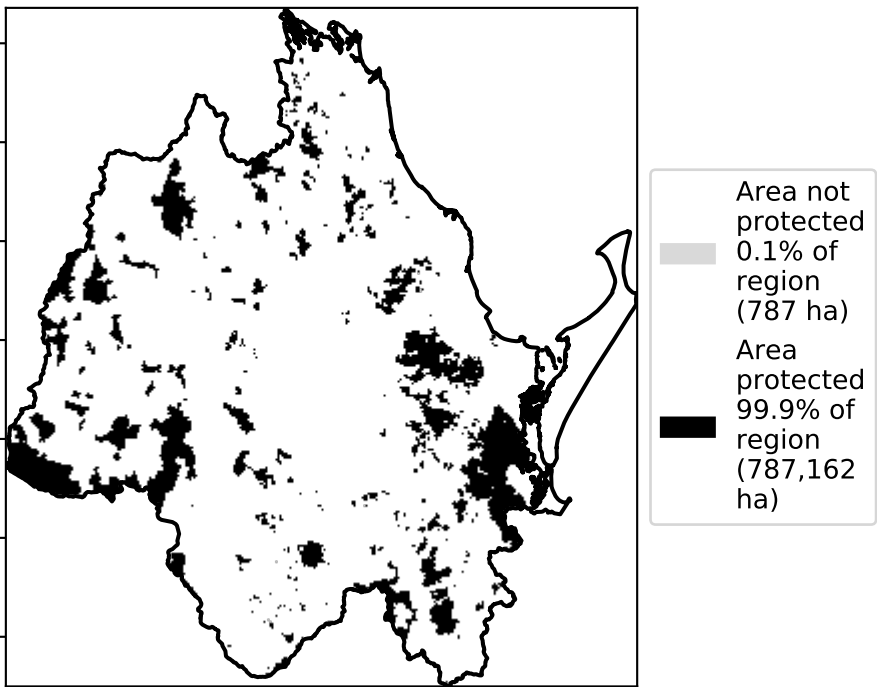 Area not
protected
0.1% of
region
(787 ha)
Area
protected
99.9% of
region
(787,162
ha)